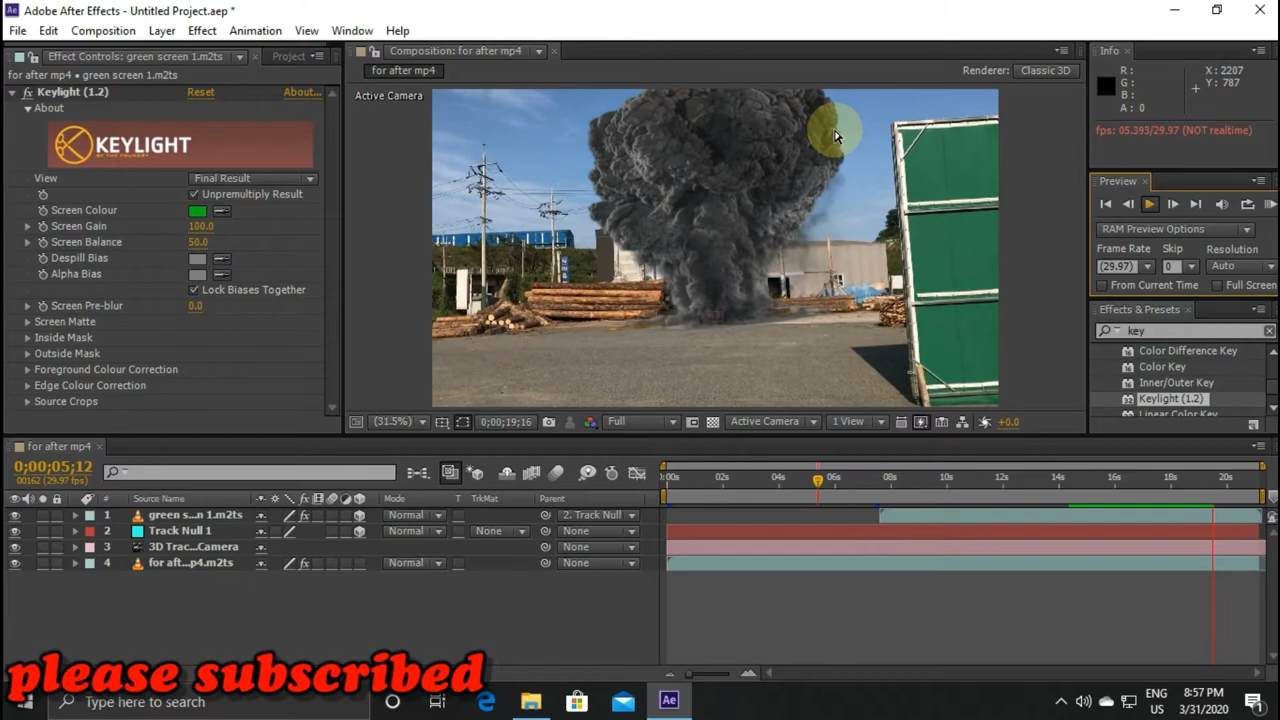 Adobe After Effects - Untitled Project.aep *
File Edit Composition Layer Effect Animation View Window Help
Effect Controls: green screen 1.m2ts Project
for after mp4 • green screen 1.m2ts
Keylight (1.2) Reset About...
About
KEYLIGHT
BY THE FOUNDRY
View Final Result
Unpremultiply Result
Screen Colour
Screen Gain 100.0
Screen Balance 50.0
Despill Bias
Alpha Bias
Lock Biases Together
Screen Pre-blur 0.0
Screen Matte
Inside Mask
Outside Mask
Foreground Colour Correction
Edge Colour Correction
Source Crops
Composition: for after mp4
for after mp4 Renderer: Classic 3D
Active Camera
(31.5%) 0;00;19;16 Full Active Camera 1 View +0.0
Info
R: X: 2207
G: Y: 787
B:
A: 0
fps: 05.393/29.97 (NOT realtime)
Preview
RAM Preview Options
Frame Rate Skip Resolution
(29.97) 0 Auto
From Current Time Full Screen
Effects & Presets
key
Color Difference Key
Color Key
Inner/Outer Key
Keylight (1.2)
Linear Color Key
for after mp4
0;00;05;12
00162 (29.97 fps)
:00s 02s 04s 06s 08s 10s 12s 14s 16s 18s 20s
# Source Name Mode T TrkMat Parent
1 green s...n 1.m2ts Normal 2. Track Null
2 Track Null 1 Normal None None
3 3D Trac...Camera None
4 for aft...p4.m2ts Normal None
please subscribed
Type here to search
ENG
US
8:57 PM
3/31/2020
1